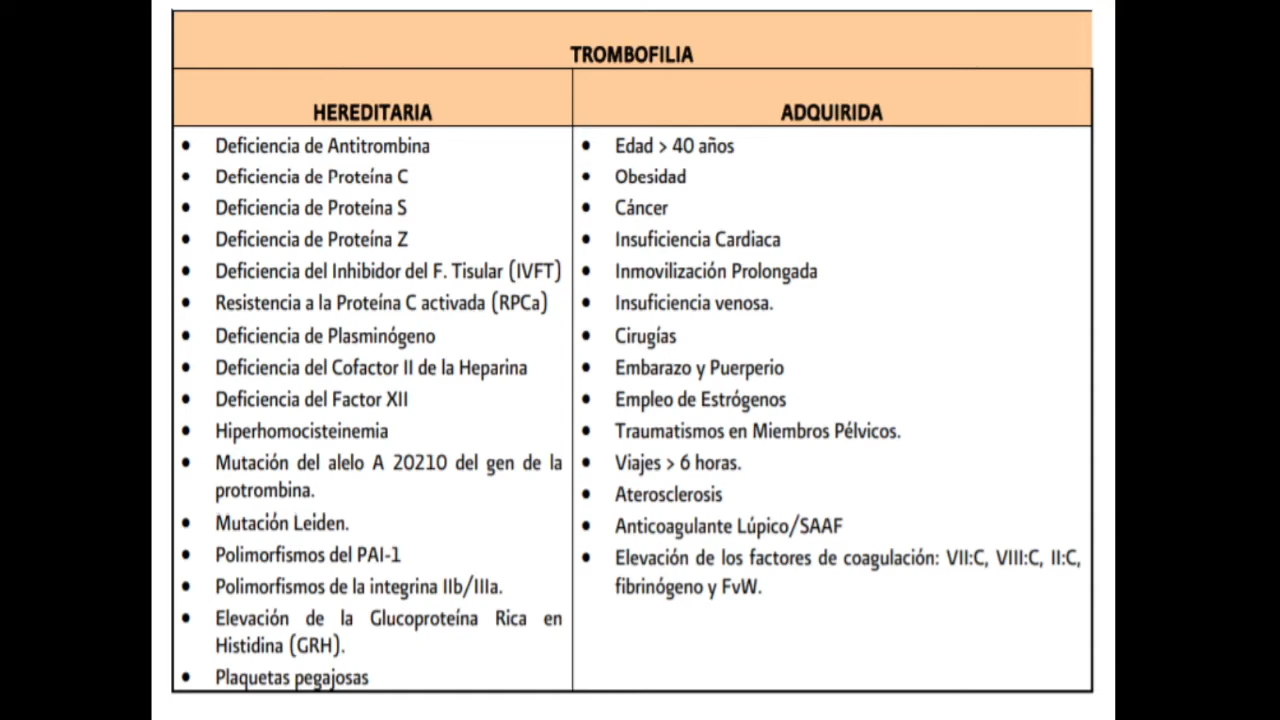 TROMBOFILIA
HEREDITARIA
• Deficiencia de Antitrombina
• Deficiencia de Proteína C
• Deficiencia de Proteína S
• Deficiencia de Proteína Z
• Deficiencia del Inhibidor del F. Tisular (IVFT)
• Resistencia a la Proteína C activada (RPCa)
• Deficiencia de Plasminógeno
• Deficiencia del Cofactor II de la Heparina
• Deficiencia del Factor XII
• Hiperhomocisteinemia
• Mutación del alelo A 20210 del gen de la
protrombina.
• Mutación Leiden.
• Polimorfismos del PAI-1
• Polimorfismos de la integrina IIb/IIIa.
• Elevación de la Glucoproteína Rica en
Histidina (GRH).
• Plaquetas pegajosas
ADQUIRIDA
• Edad > 40 años
• Obesidad
• Cáncer
• Insuficiencia Cardiaca
• Inmovilización Prolongada
• Insuficiencia venosa.
• Cirugías
• Embarazo y Puerperio
• Empleo de Estrógenos
• Traumatismos en Miembros Pélvicos.
• Viajes > 6 horas.
• Aterosclerosis
• Anticoagulante Lúpico/SAAF
• Elevación de los factores de coagulación: VII:C, VIII:C, II:C,
fibrinógeno y FvW.